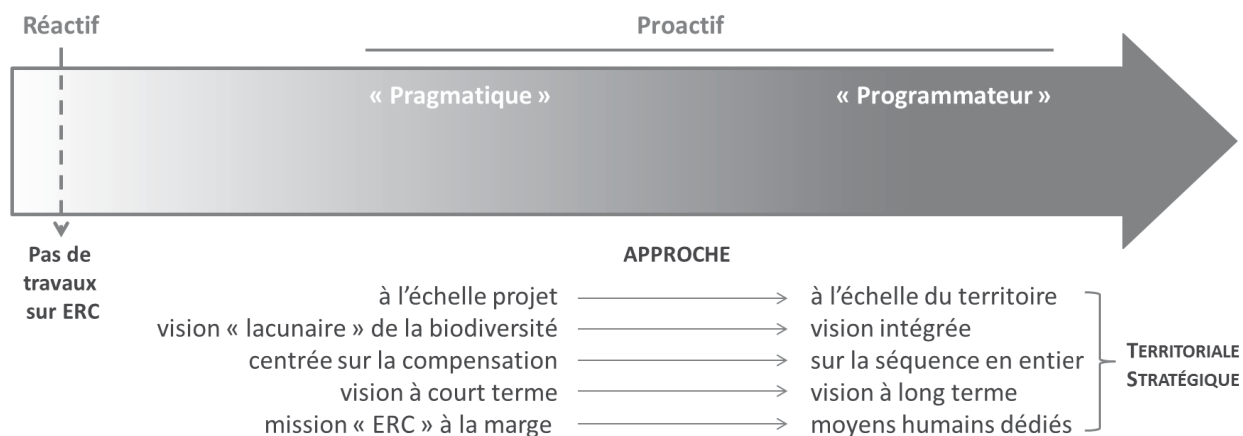 Réactif
Proactif
« Pragmatique »
« Programmateur »
Pas de
travaux
sur ERC
APPROCHE
à l’échelle projet
à l’échelle du territoire
vision « lacunaire » de la biodiversité
vision intégrée
centrée sur la compensation
sur la séquence en entier
vision à court terme
vision à long terme
mission « ERC » à la marge
moyens humains dédiés
TERRITORIALE
STRATÉGIQUE